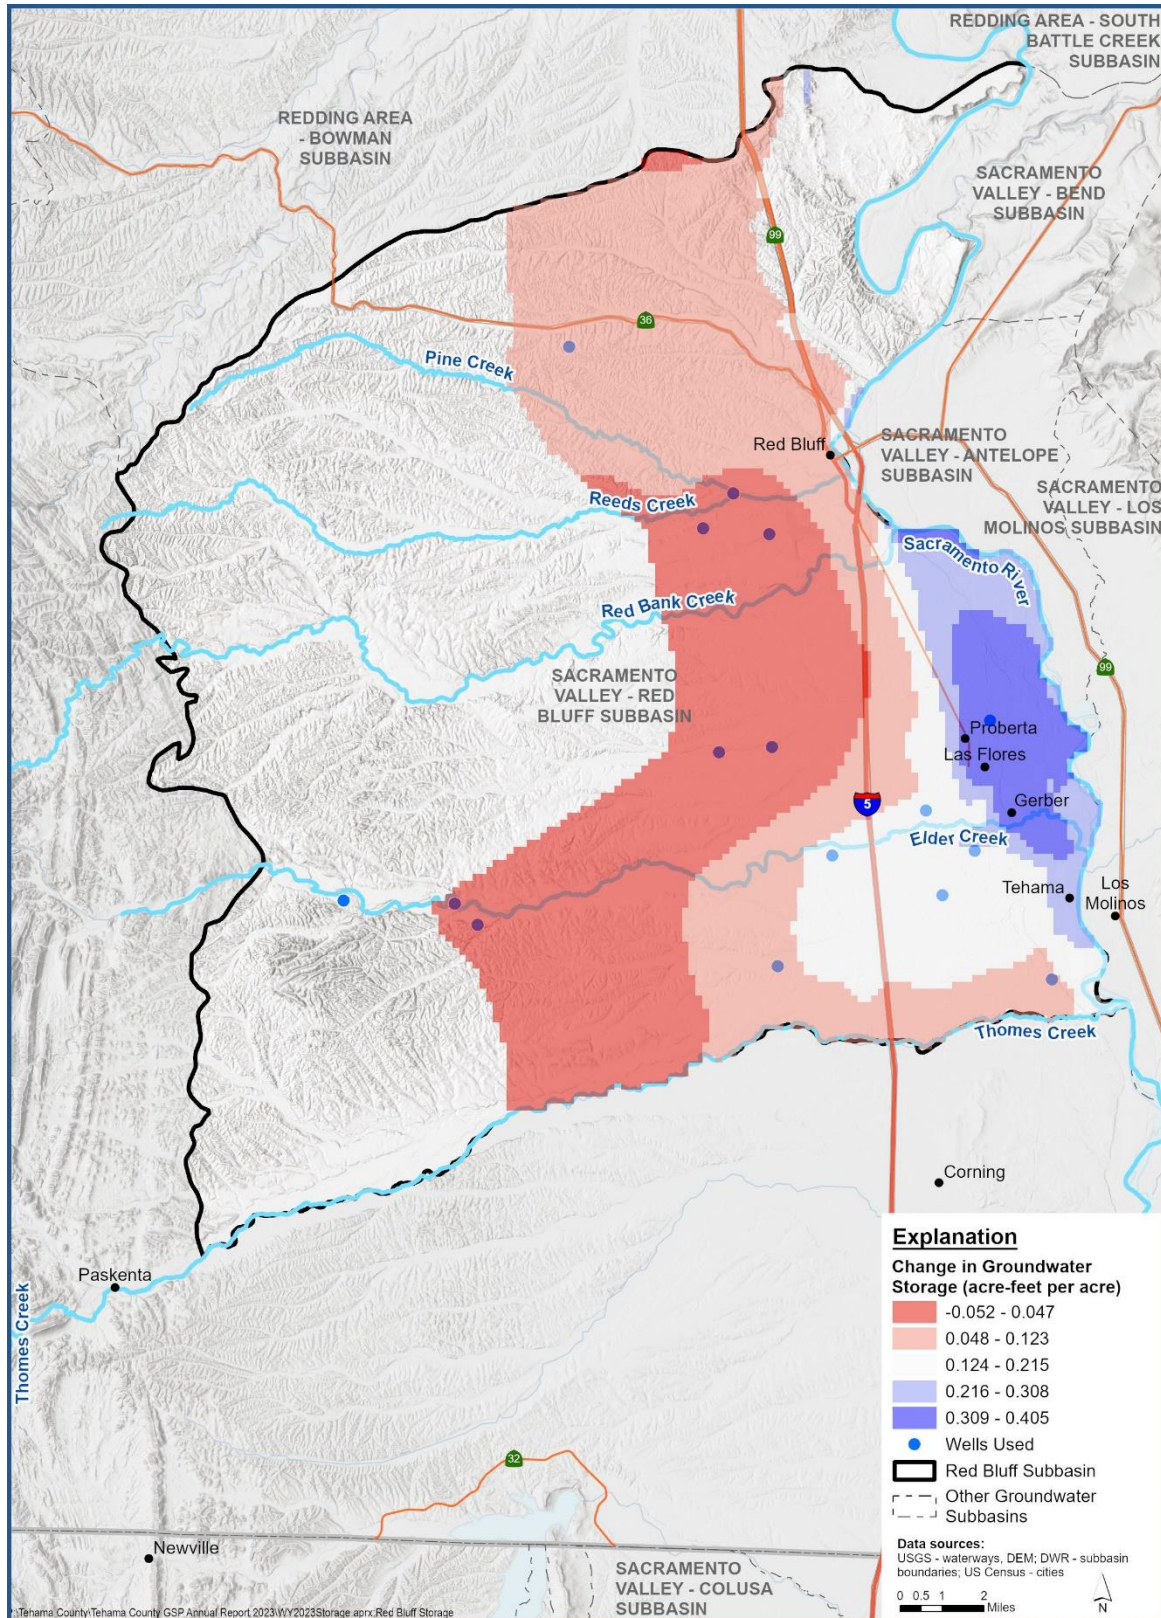 REDDING AREA - SOUTH
BATTLE CREEK
SUBBASIN
REDDING AREA
- BOWMAN
SUBBASIN
SACRAMENTO
VALLEY - BEND
SUBBASIN
99
36
Pine Creek
Red Bluff
SACRAMENTO
VALLEY - ANTELOPE
SUBBASIN
SACRAMENTO
VALLEY - LOS
MOLINOS SUBBASIN
Reeds Creek
Sacramento River
Red Bank Creek
99
SACRAMENTO
VALLEY - RED
BLUFF SUBBASIN
Proberta
Las Flores
5
Gerber
Elder Creek
Tehama
Los
Molinos
Thomes Creek
Corning
Paskenta
Thomes Creek
32
Newville
SACRAMENTO
VALLEY - COLUSA
SUBBASIN
Explanation
Change in Groundwater
Storage (acre-feet per acre)
-0.052 - 0.047
0.048 - 0.123
0.124 - 0.215
0.216 - 0.308
0.309 - 0.405
Wells Used
Red Bluff Subbasin
Other Groundwater
Subbasins
Data sources:
USGS - waterways, DEM; DWR - subbasin
boundaries; US Census - cities
0 0.5 1 2
Miles
N
Tehama County\Tehama County GSP Annual Report 2023\WY2023Storage.aprx Red Bluff Storage